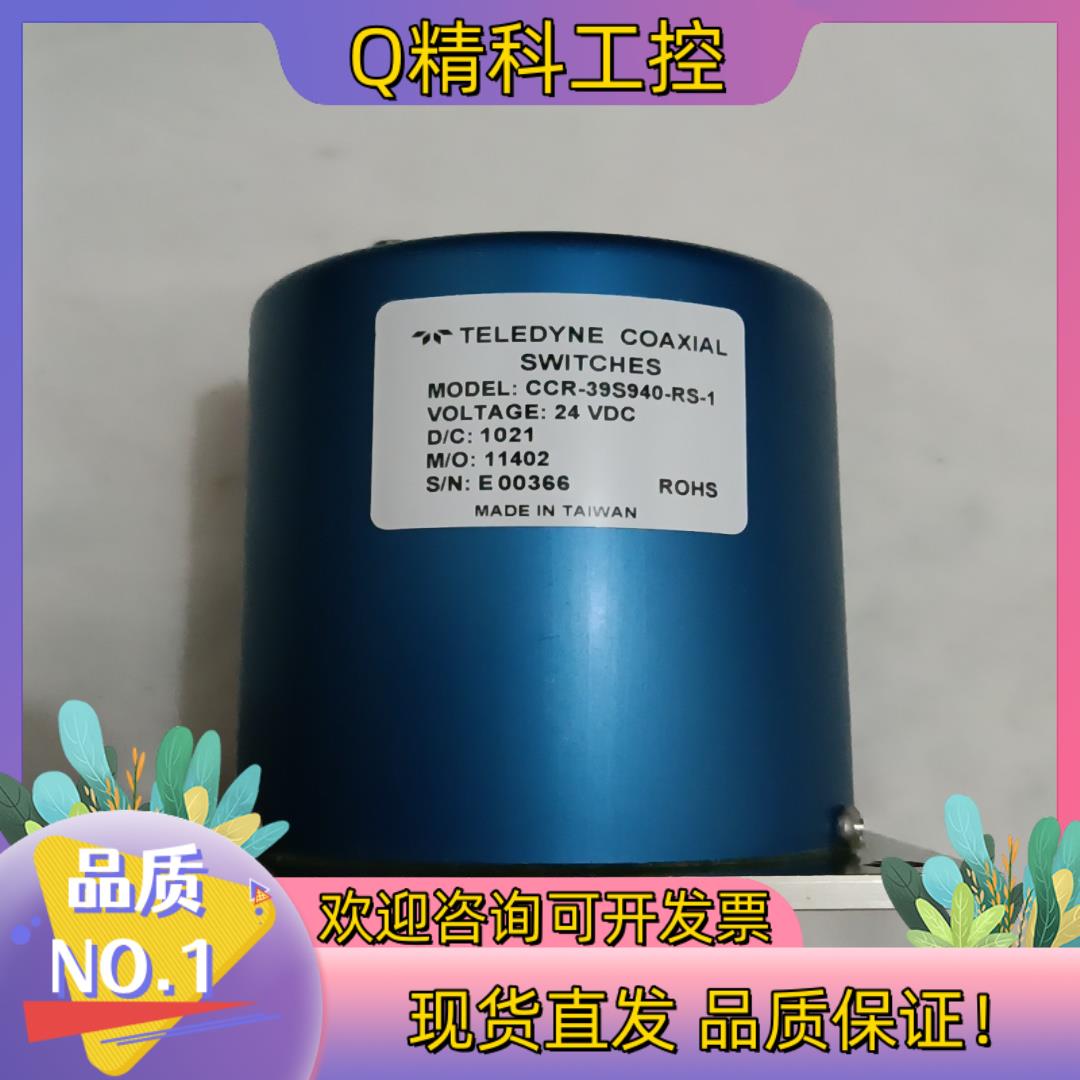 Q精科工控
TELEDYNE COAXIAL
SWITCHES
MODEL: CCR-39S940-RS-1
VOLTAGE: 24 VDC
D/C: 1021
M/O: 11402
S/N: E 00366
ROHS
MADE IN TAIWAN
品质
NO.1
欢迎咨询可开发票
现货直发 品质保证！